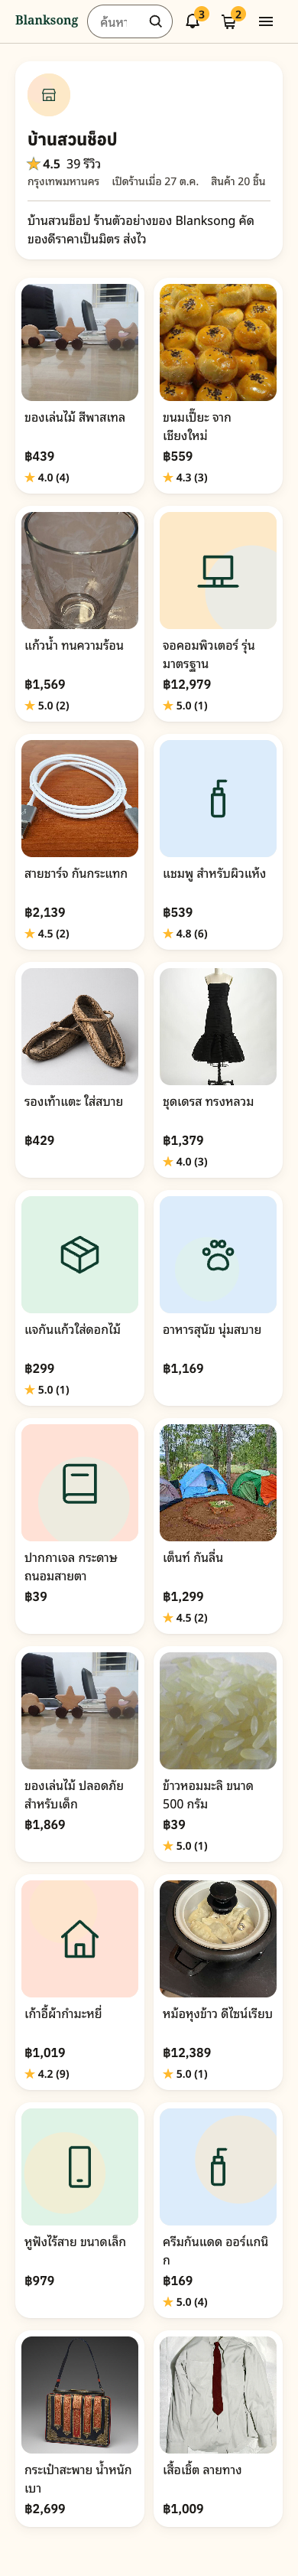 Blanksong
ค้นหา
3
2
บ้านสวนช็อป
4.5 39 รีวิว
กรุงเทพมหานคร เปิดร้านเมื่อ 27 ต.ค. สินค้า 20 ชิ้น
บ้านสวนช็อป ร้านตัวอย่างของ Blanksong คัด
ของดีราคาเป็นมิตร ส่งไว
ของเล่นไม้ สีพาสเทล
฿439
4.0 (4)
ขนมเปี๊ยะ จาก
เชียงใหม่
฿559
4.3 (3)
แก้วน้ำ ทนความร้อน
฿1,569
5.0 (2)
จอคอมพิวเตอร์ รุ่น
มาตรฐาน
฿12,979
5.0 (1)
สายชาร์จ กันกระแทก
฿2,139
4.5 (2)
แชมพู สำหรับผิวแห้ง
฿539
4.8 (6)
รองเท้าแตะ ใส่สบาย
฿429
ชุดเดรส ทรงหลวม
฿1,379
4.0 (3)
แจกันแก้วใส่ดอกไม้
฿299
5.0 (1)
อาหารสุนัข นุ่มสบาย
฿1,169
ปากกาเจล กระดาษ
ถนอมสายตา
฿39
เต็นท์ กันลื่น
฿1,299
4.5 (2)
ของเล่นไม้ ปลอดภัย
สำหรับเด็ก
฿1,869
ข้าวหอมมะลิ ขนาด
500 กรัม
฿39
5.0 (1)
เก้าอี้ผ้ากำมะหยี่
฿1,019
4.2 (9)
หม้อหุงข้าว ดีไซน์เรียบ
฿12,389
5.0 (1)
หูฟังไร้สาย ขนาดเล็ก
฿979
ครีมกันแดด ออร์แกนิ
ก
฿169
5.0 (4)
กระเป๋าสะพาย น้ำหนัก
เบา
฿2,699
เสื้อเชิ้ต ลายทาง
฿1,009